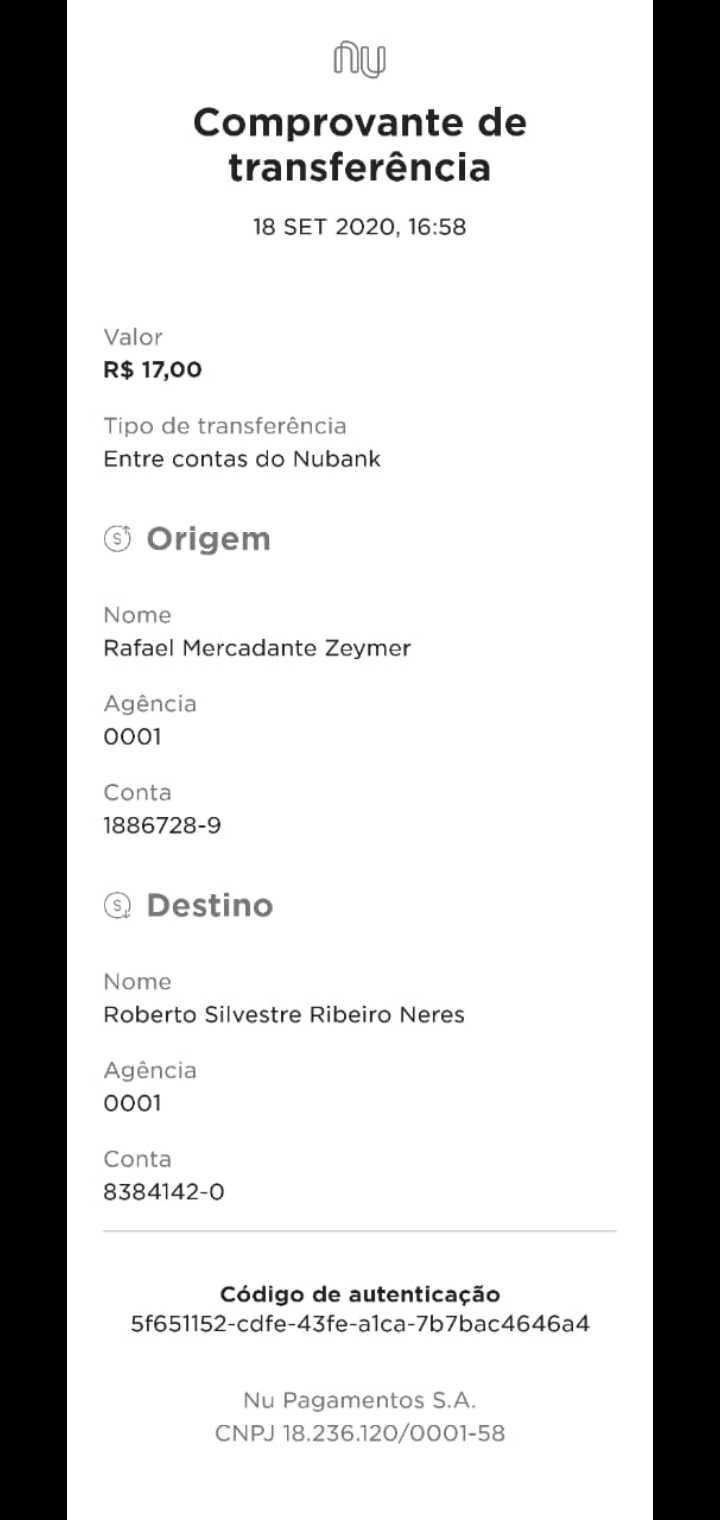 nu
Comprovante de
transferência
18 SET 2020, 16:58
Valor
R$ 17,00
Tipo de transferência
Entre contas do Nubank
Origem
Nome
Rafael Mercadante Zeymer
Agência
0001
Conta
1886728-9
Destino
Nome
Roberto Silvestre Ribeiro Neres
Agência
0001
Conta
8384142-0
Código de autenticação
5f651152-cdfe-43fe-a1ca-7b7bac4646a4
Nu Pagamentos S.A.
CNPJ 18.236.120/0001-58